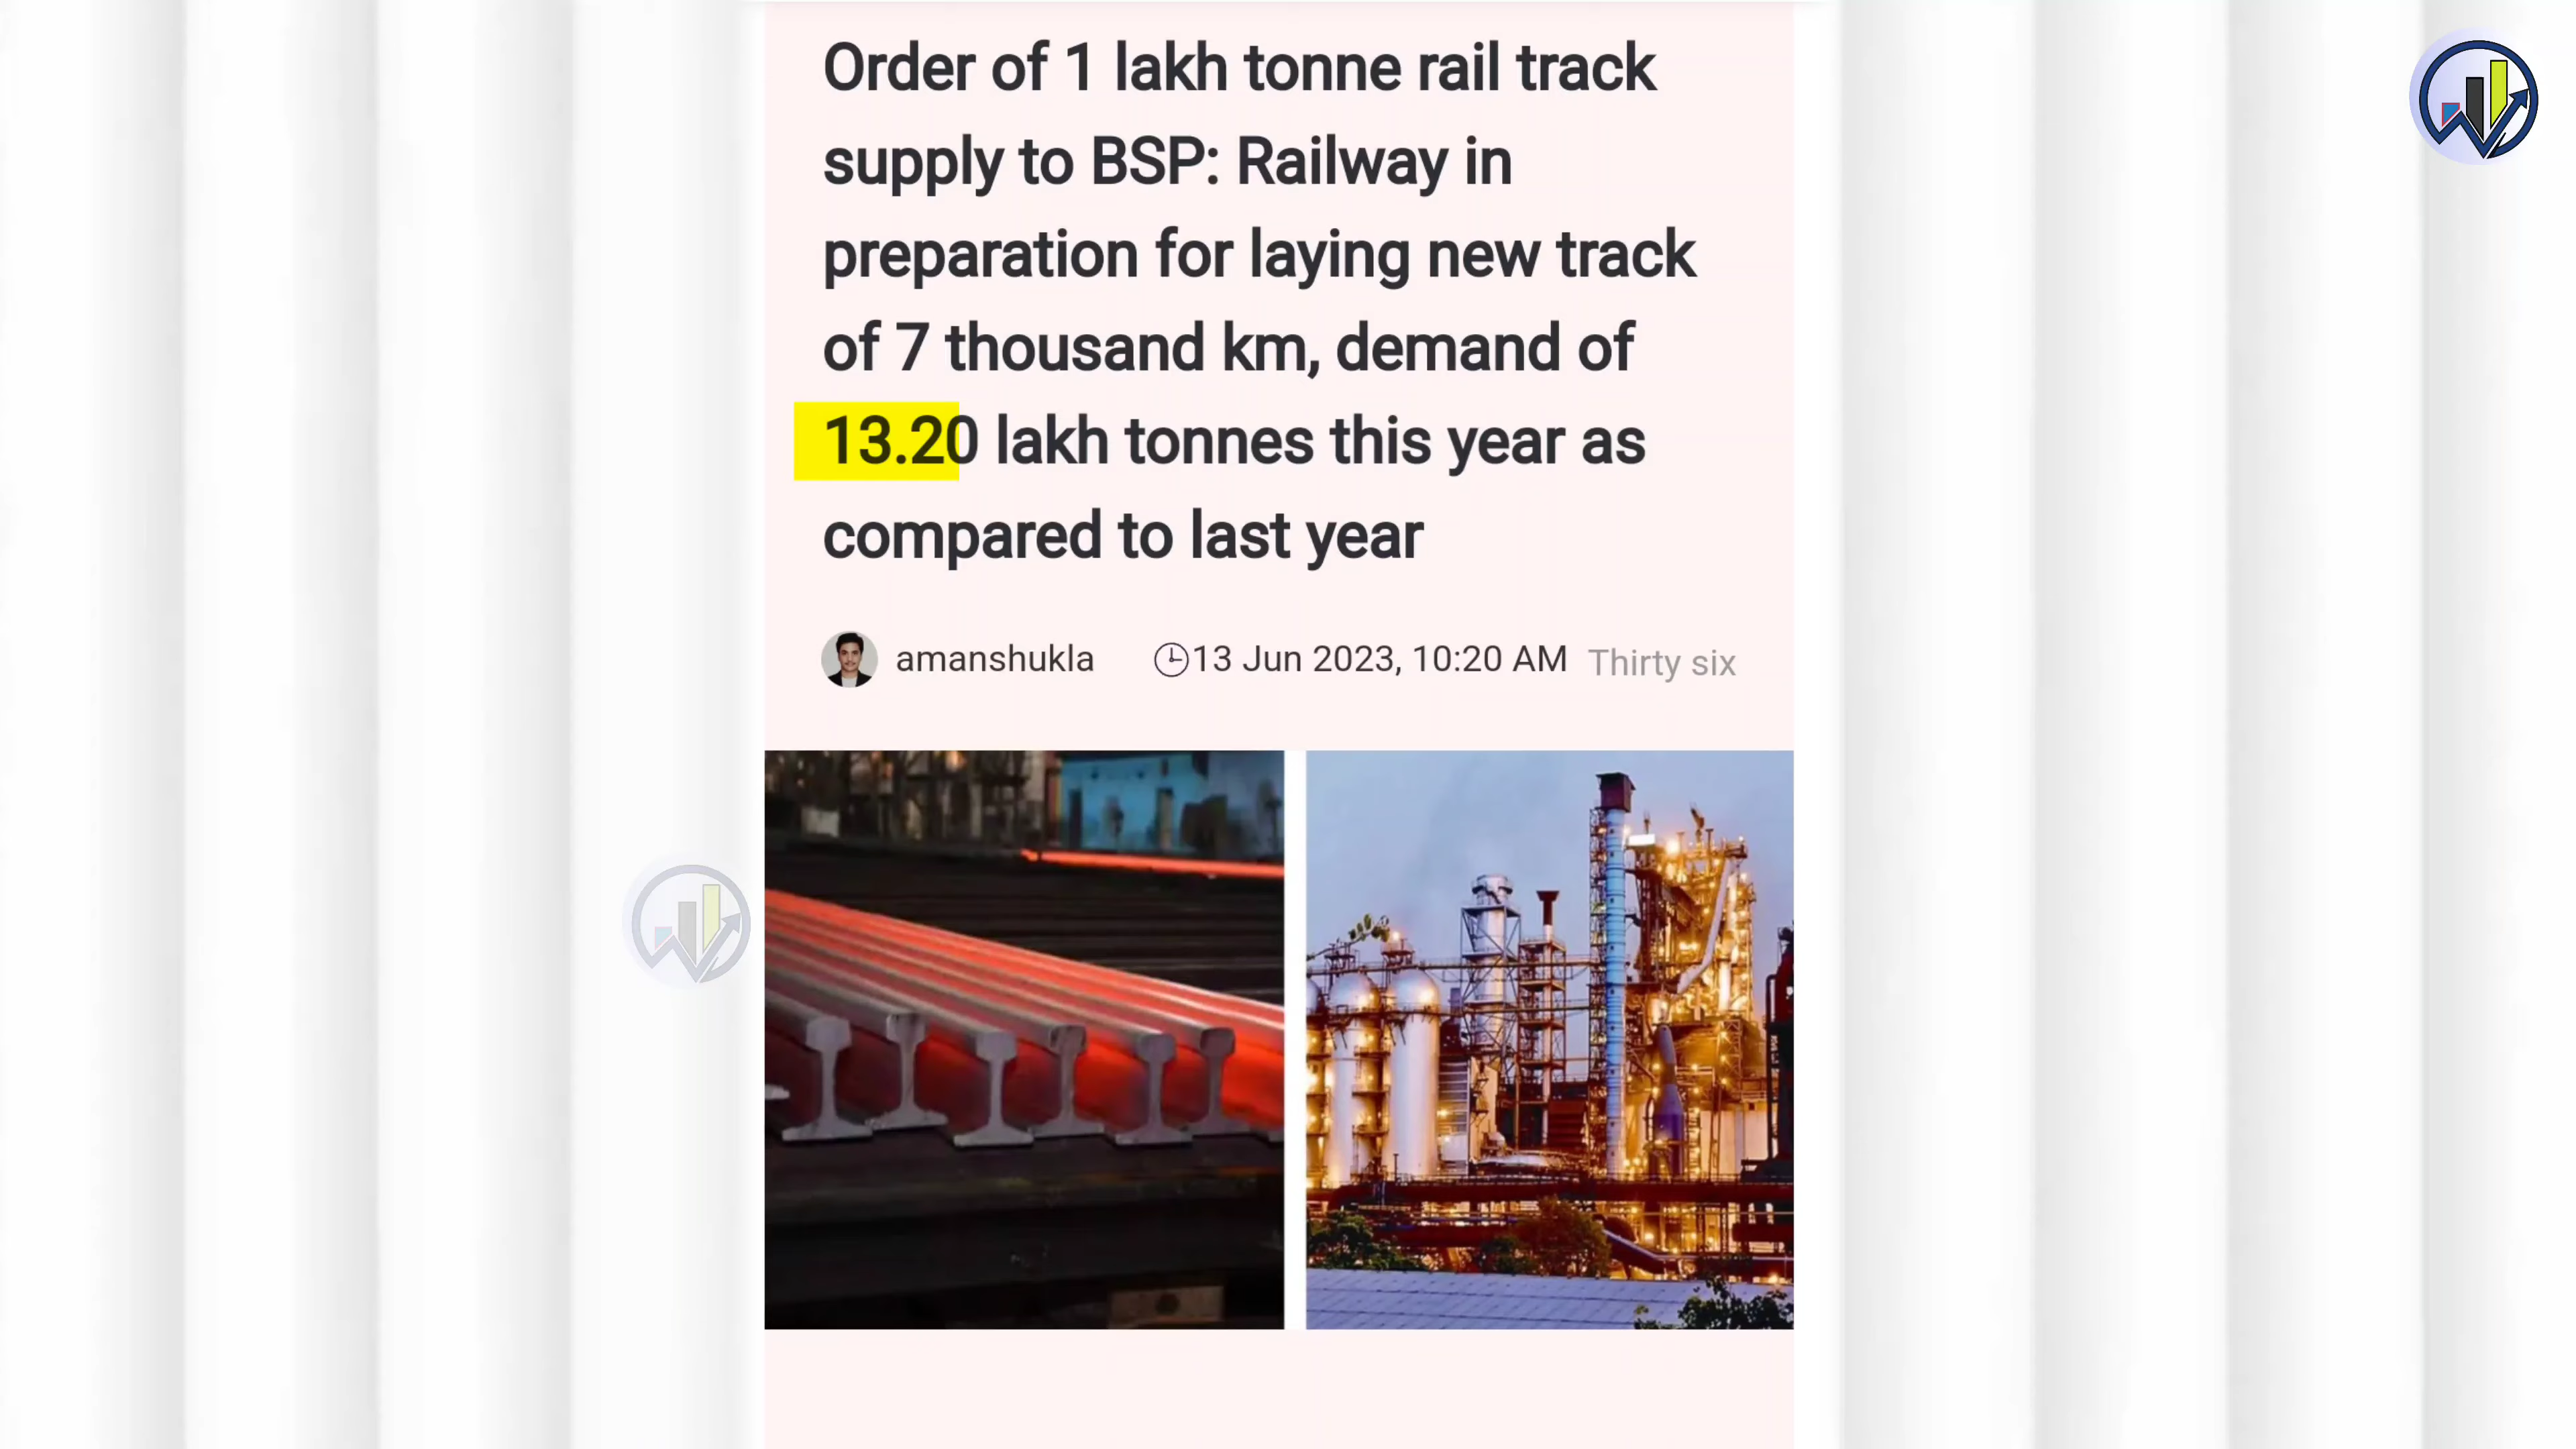 Order of 1 lakh tonne rail track
supply to BSP: Railway in
preparation for laying new track
of 7 thousand km, demand of
13.20 lakh tonnes this year as
compared to last year
amanshukla 13 Jun 2023, 10:20 AM Thirty six